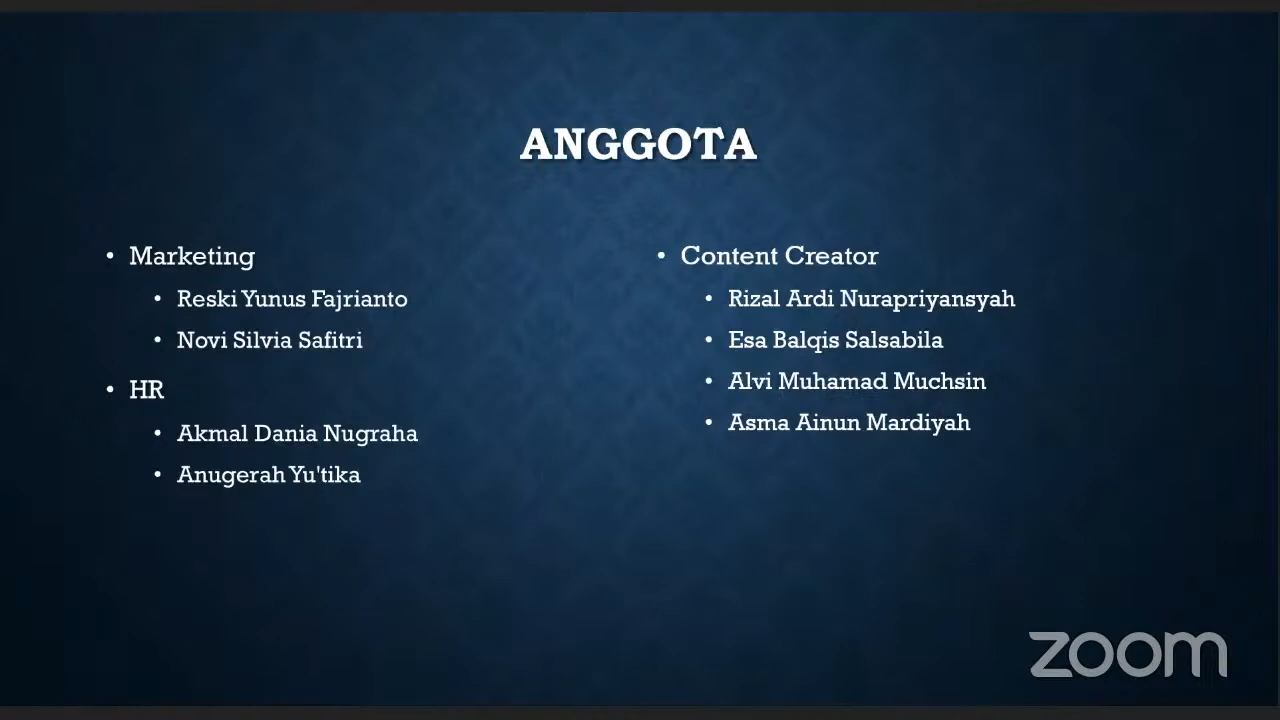 ANGGOTA
• Marketing
• Reski Yunus Fajrianto
• Novi Silvia Safitri
• HR
• Akmal Dania Nugraha
• Anugerah Yu'tika
• Content Creator
• Rizal Ardi Nurapriyansyah
• Esa Balqis Salsabila
• Alvi Muhamad Muchsin
• Asma Ainun Mardiyah
zoom